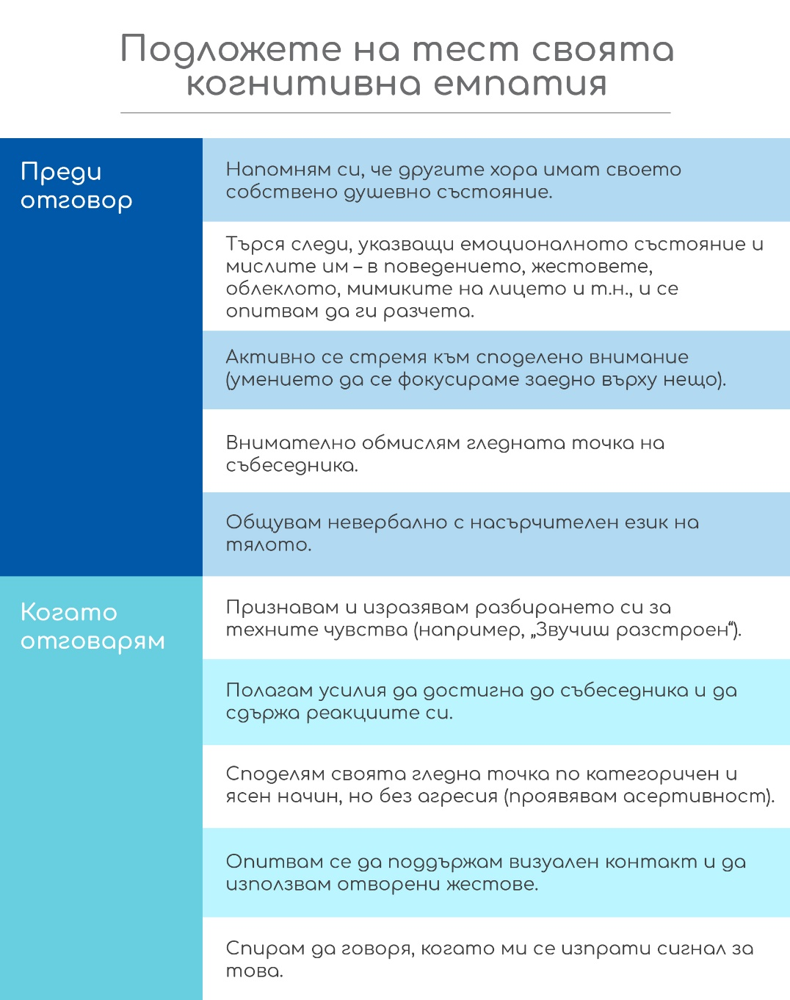 Подложете на тест своята
когнитивна емпатия
Преди
отговор
Напомням си, че другите хора имат своето
собствено душевно състояние.
Търся следи, указващи емоционалното състояние и
мислите им – в поведението, жестовете,
облеклото, мимиките на лицето и т.н., и се
опитвам да ги разчета.
Активно се стремя към споделено внимание
(умението да се фокусираме заедно върху нещо).
Внимателно обмислям гледната точка на
събеседника.
Общувам невербално с насърчителен език на
тялото.
Когато
отговарям
Признавам и изразявам разбирането си за
техните чувства (например, „Звучиш разстроен“).
Полагам усилия да достигна до събеседника и да
сдържа реакциите си.
Споделям своята гледна точка по категоричен и
ясен начин, но без агресия (проявявам асертивност).
Опитвам се да поддържам визуален контакт и да
използвам отворени жестове.
Спирам да говоря, когато ми се изпрати сигнал за
това.